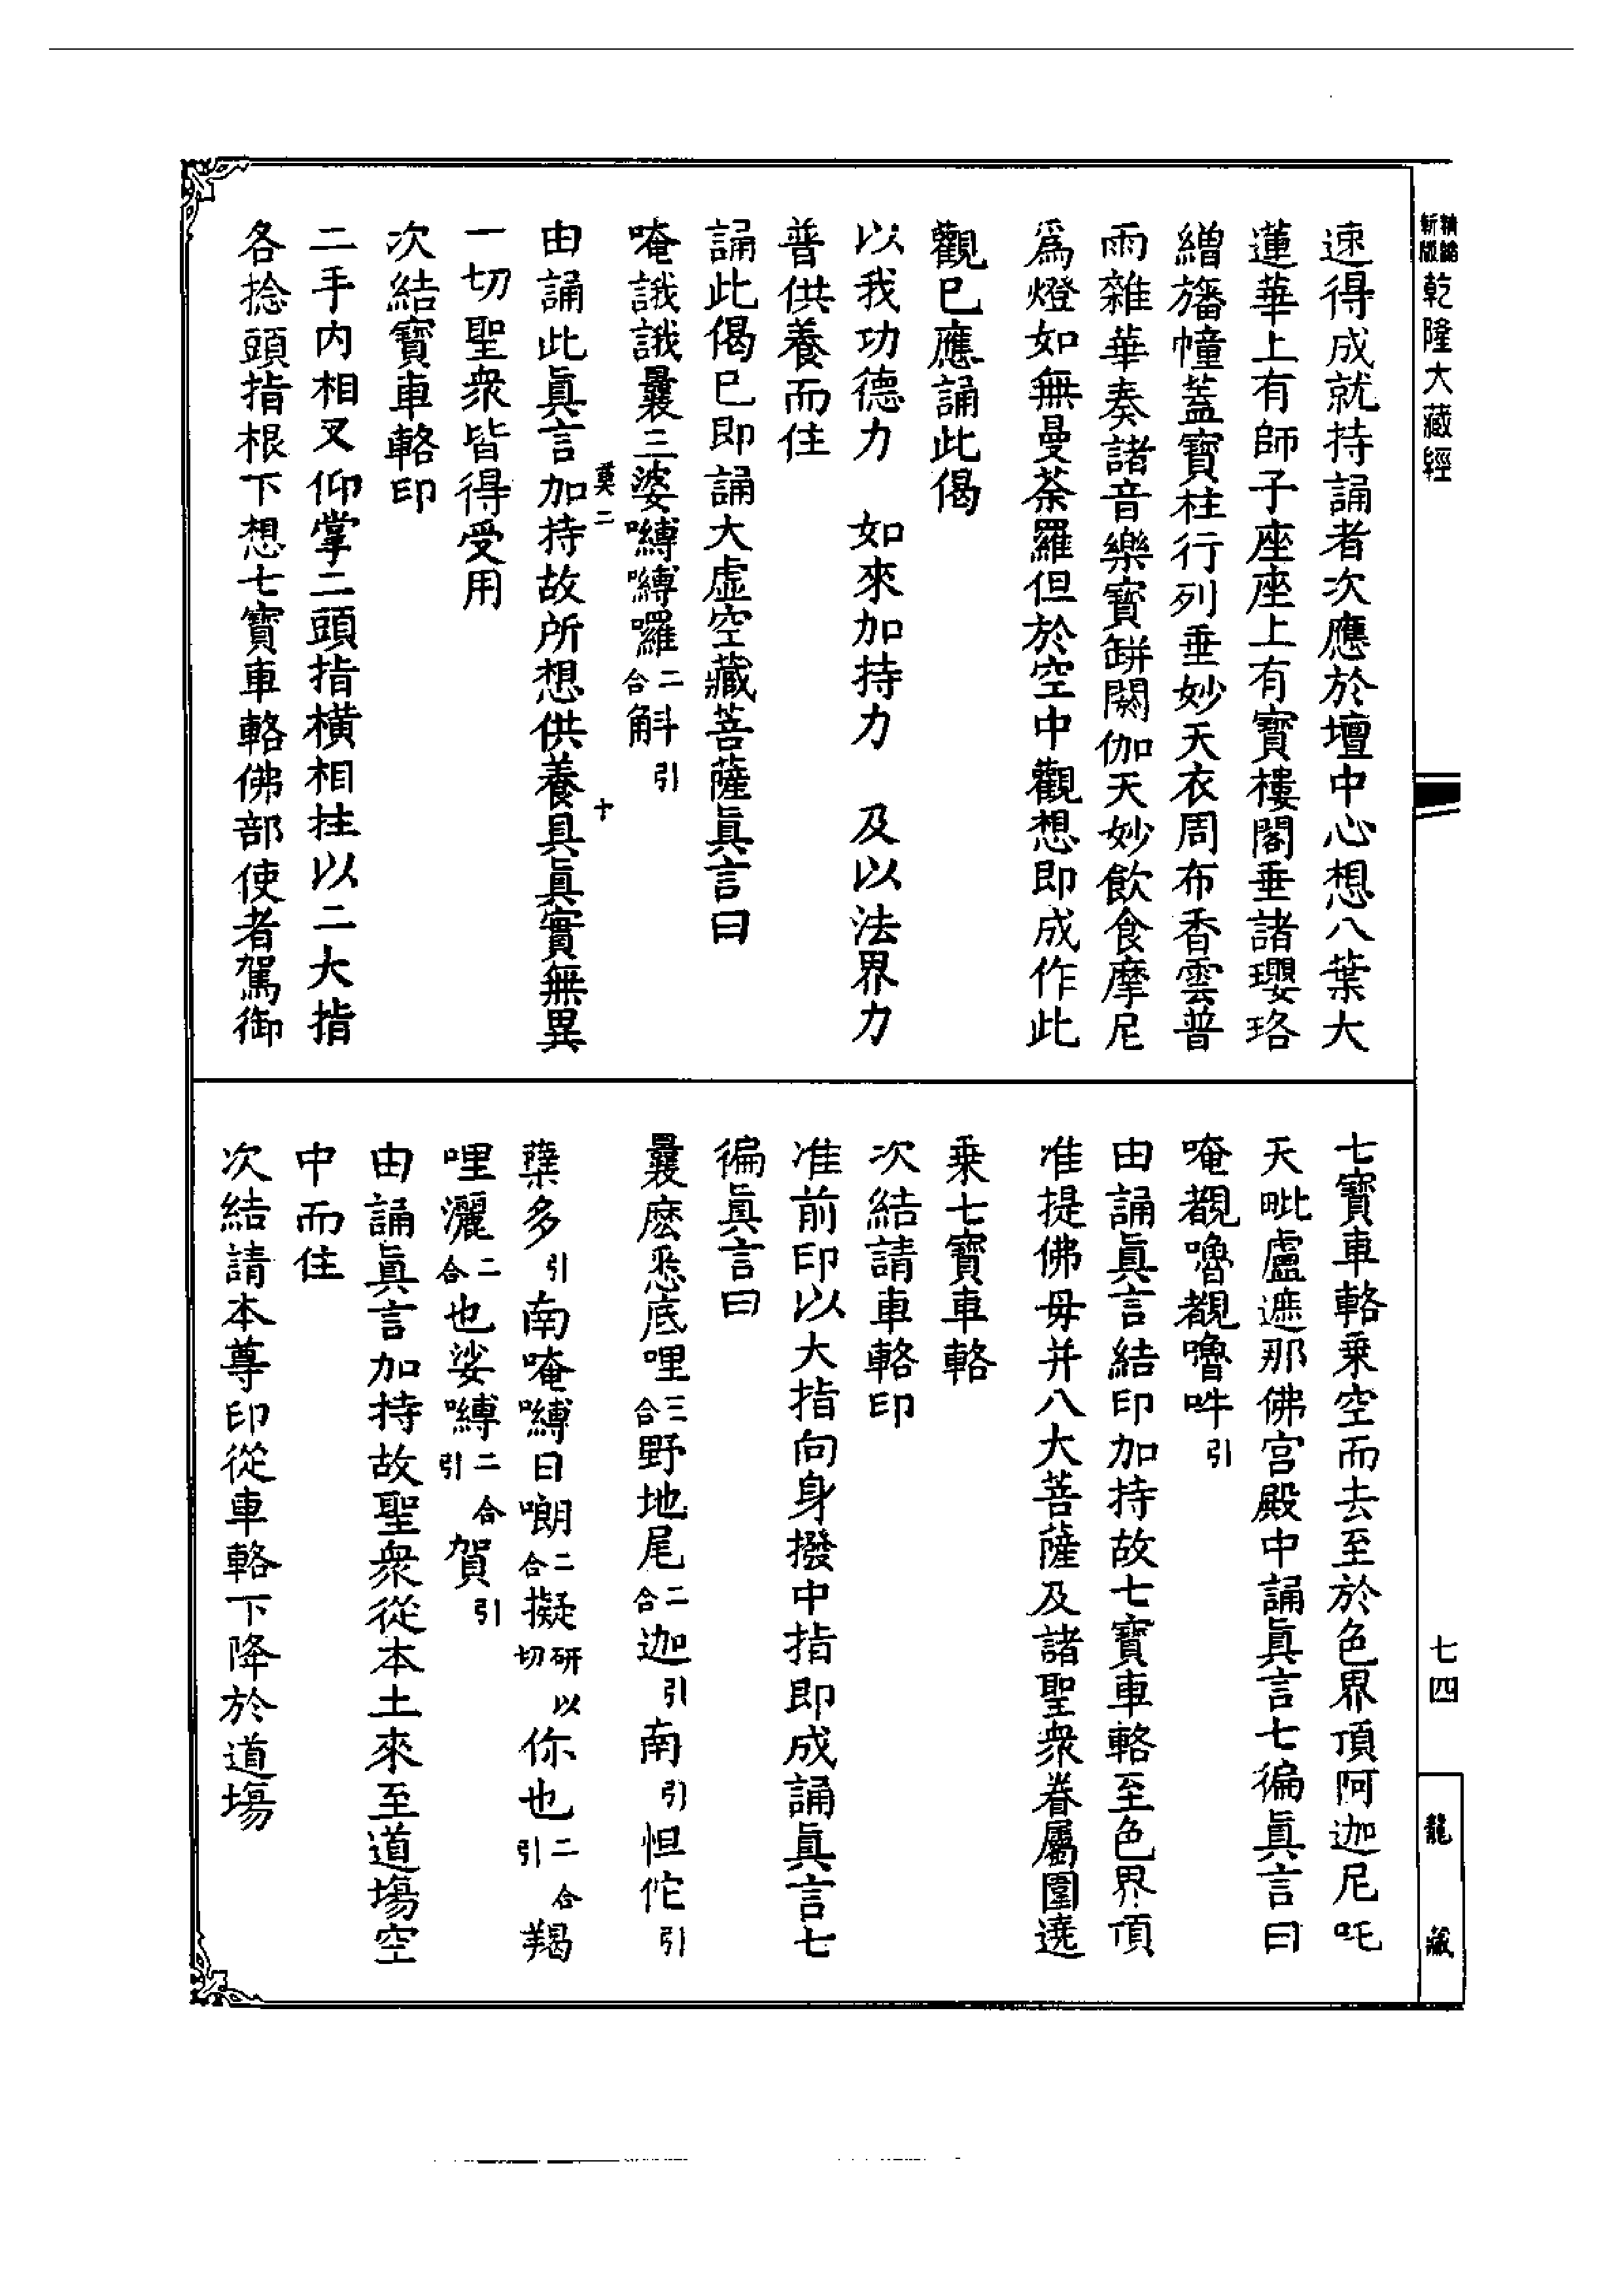 新版精論乾隆大藏經
速得成就持誦者次應於壇中心想八葉大
蓮華上有師子座座上有寶樓閣垂諸瓔珞
繒旛幢蓋寶柱行列垂妙天衣周布香雲普
雨雜華奏諸音樂寶缾閼伽天妙飲食摩尼
爲燈如無曼荼羅但於空中觀想即成作此
觀已應誦此偈
以我功德力 如來加持力 及以法界力
普供養而住
誦此偈已即誦大虛空藏菩薩眞言曰
唵誐誐曩三婆嚩嚩囉二合斛引
莫二 十
由誦此眞言加持故所想供養具眞實無異
一切聖衆皆得受用
次結寶車輅印
二手内相叉仰掌二頭指橫相拄以二大指
各捻頭指根下想七寶車輅佛部使者駕御
七寶車輅乗空而去至於色界頂阿迦尼吒
天毗盧遮那佛宮殿中誦眞言七徧眞言曰
唵覩嚕覩嚕吽引
由誦眞言結印加持故七寶車輅至色界頂
准提佛毋并八大菩薩及諸聖衆眷屬圍遶
乗七寶車輅
次結請車輅印
准前印以大指向身撥中指即成誦眞言七
徧眞言曰
曩麽悉底哩三合野地尾二合迦引南引怛佗引
蘖多引南唵嚩日㘄二合擬研以切你也二合引羯
哩灑二合也娑嚩二合引賀引
由誦眞言加持故聖衆從本土來至道塲空
中而住
次結請本尊印從車輅下降於道塲
七四
龍藏